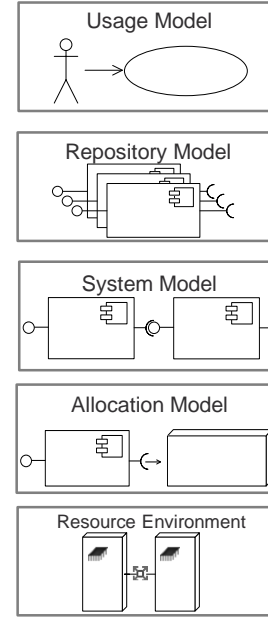 Usage Model
Repository Model
System Model
Allocation Model
Resource Environment